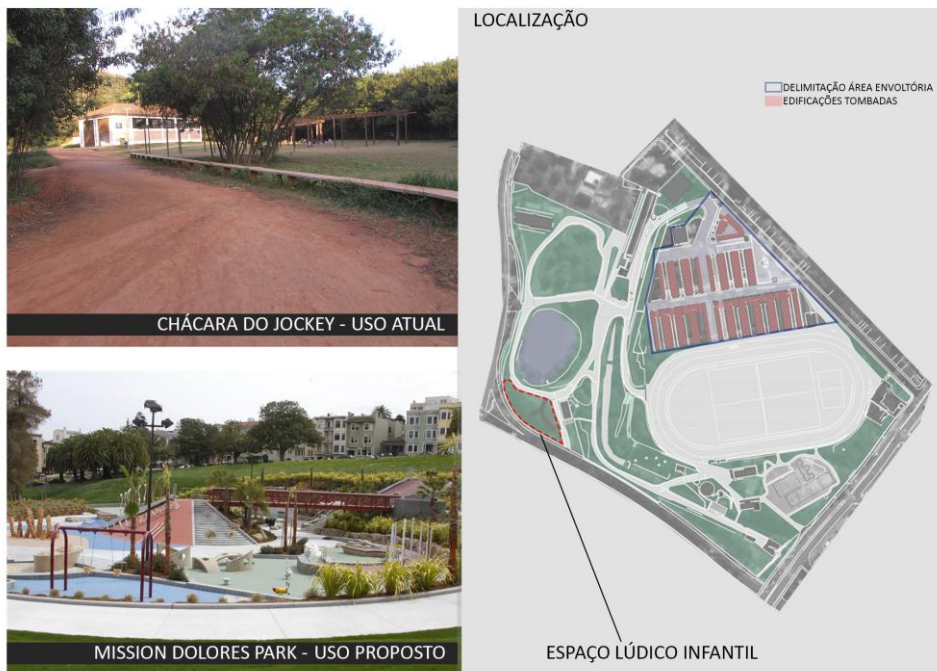 LOCALIZAÇÃO
DELIMITAÇÃO ÁREA ENVOLTÓRIA
EDIFICAÇÕES TOMBADAS
CHÁCARA DO JOCKEY - USO ATUAL
MISSION DOLORES PARK - USO PROPOSTO
ESPAÇO LÚDICO INFANTIL